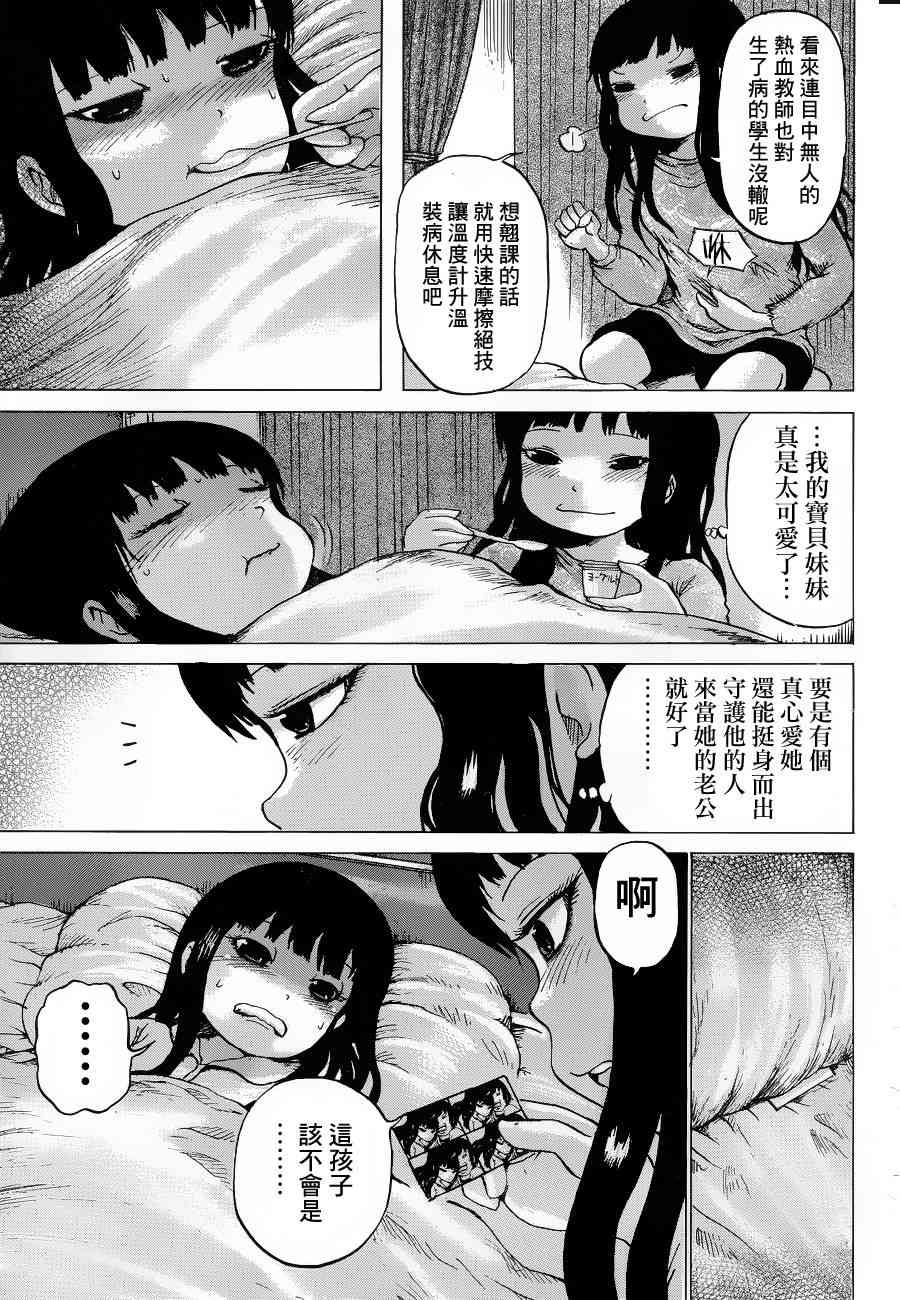 看來連目中無人的
熱血教師也對
生了病的學生沒轍呢
咻
想翹課的話
就用快速摩擦絕技
讓溫度計升溫
裝病休息吧
…我的寶貝妹妹
真是太可愛了…
ヨーグルト
要是有個
真心愛她
還能挺身而出
守護他的人
來當她的老公
就好了
………
啊
這孩子
該不會是
………
……